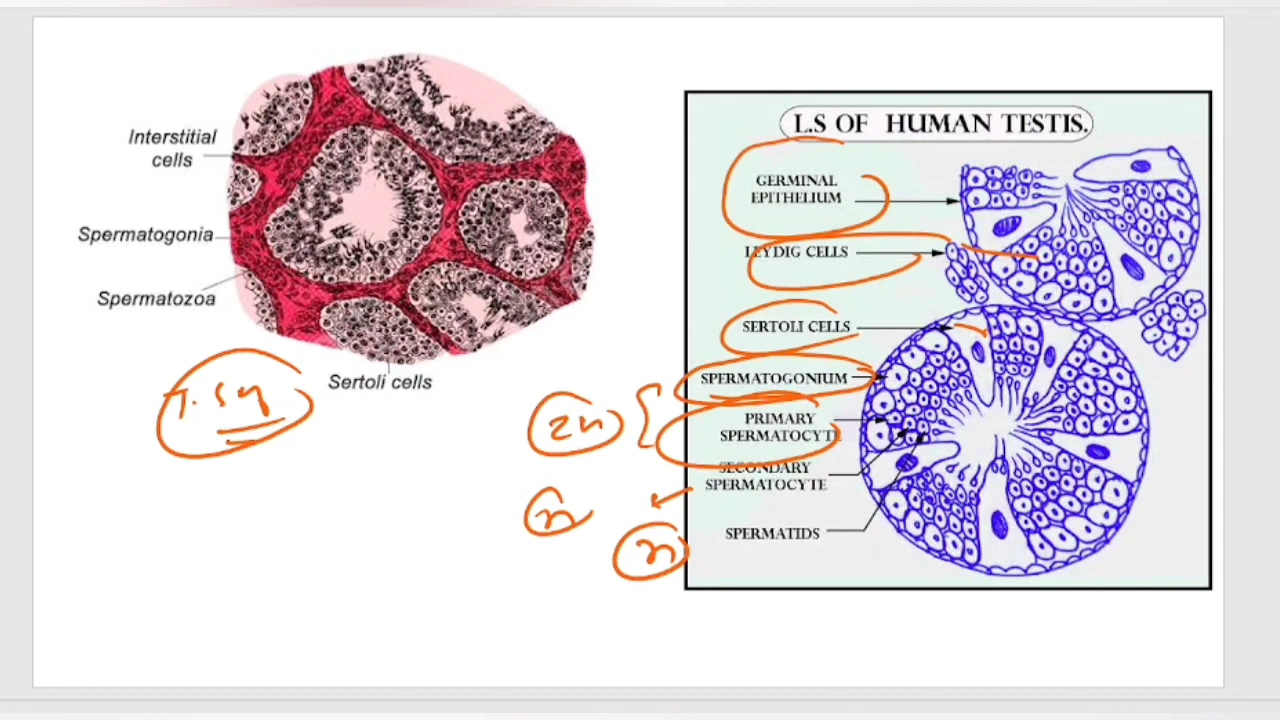 Interstitial
cells
Spermatogonia
Spermatozoa
Sertoli cells
L.S OF HUMAN TESTIS.
GERMINAL
EPITHELIUM
LEYDIG CELLS
SERTOLI CELLS
SPERMATOGONIUM
PRIMARY
SPERMATOCYTE
SECONDARY
SPERMATOCYTE
SPERMATIDS
2n
n
n